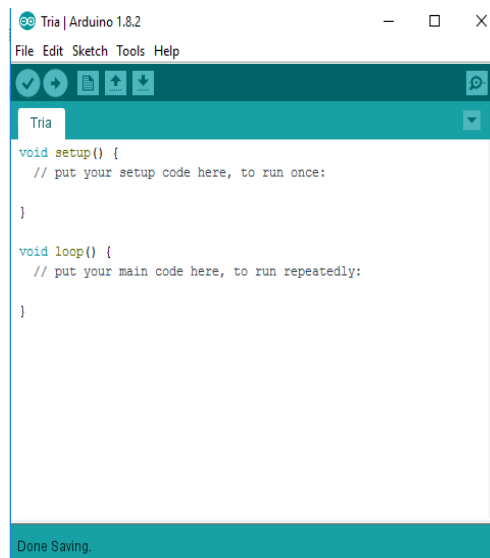 Tria | Arduino 1.8.2
File Edit Sketch Tools Help
Tria
void setup() {
  // put your setup code here, to run once:
}
void loop() {
  // put your main code here, to run repeatedly:
}
Done Saving.